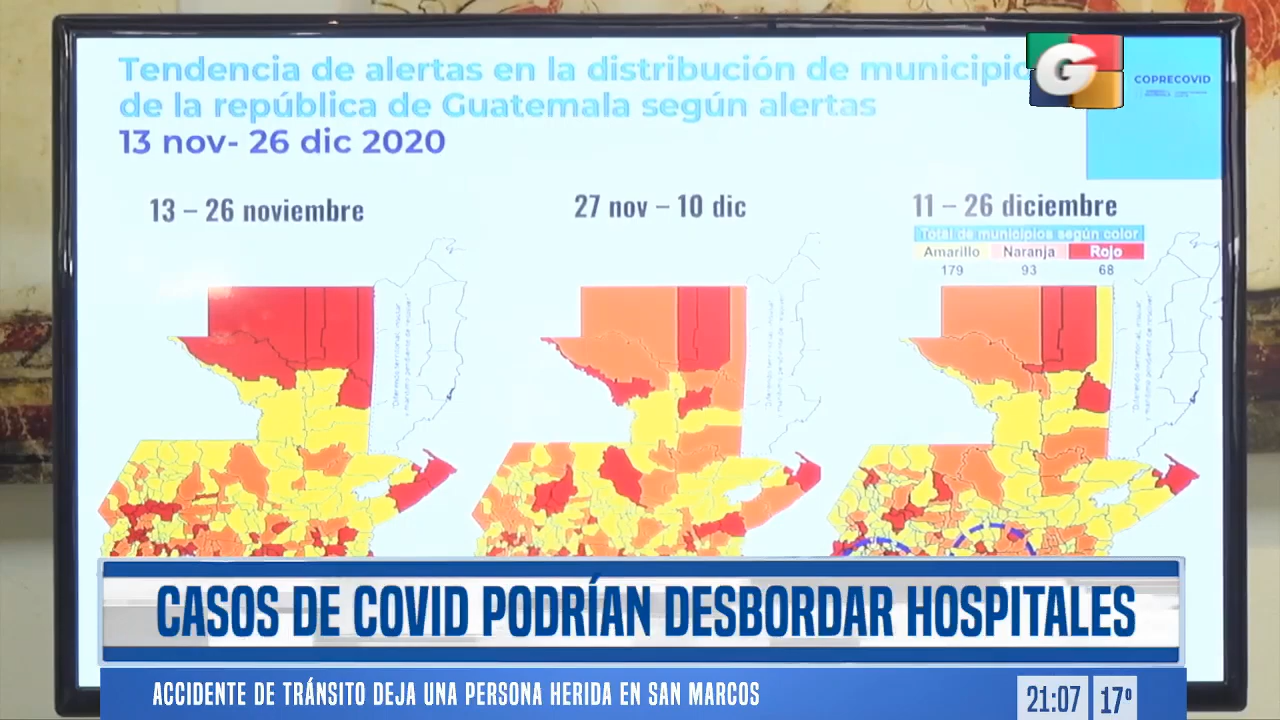 Tendencia de alertas en la distribución de municipio
de la república de Guatemala según alertas
13 nov- 26 dic 2020
G
COPRECOVID
13 – 26 noviembre
27 nov – 10 dic
11 – 26 diciembre
Total de municipios según color
Amarillo Naranja Rojo
179 93 68
CASOS DE COVID PODRÍAN DESBORDAR HOSPITALES
ACCIDENTE DE TRÁNSITO DEJA UNA PERSONA HERIDA EN SAN MARCOS
21:07 17º